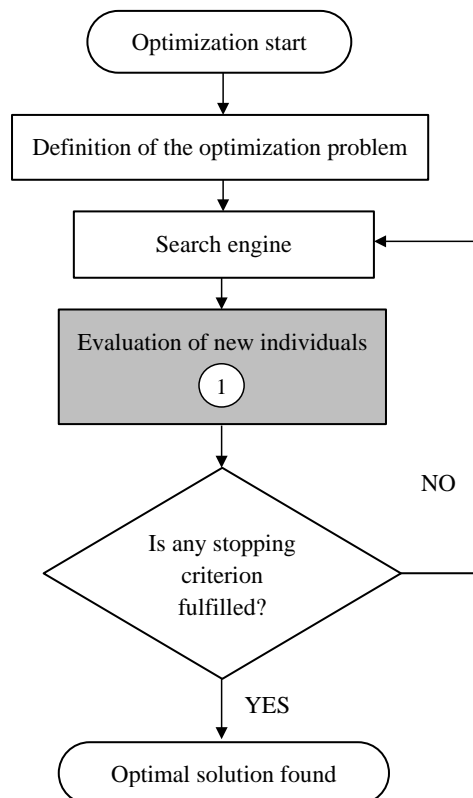 Optimization start
Definition of the optimization problem
Search engine
Evaluation of new individuals
1
NO
Is any stopping
criterion
fulfilled?
YES
Optimal solution found